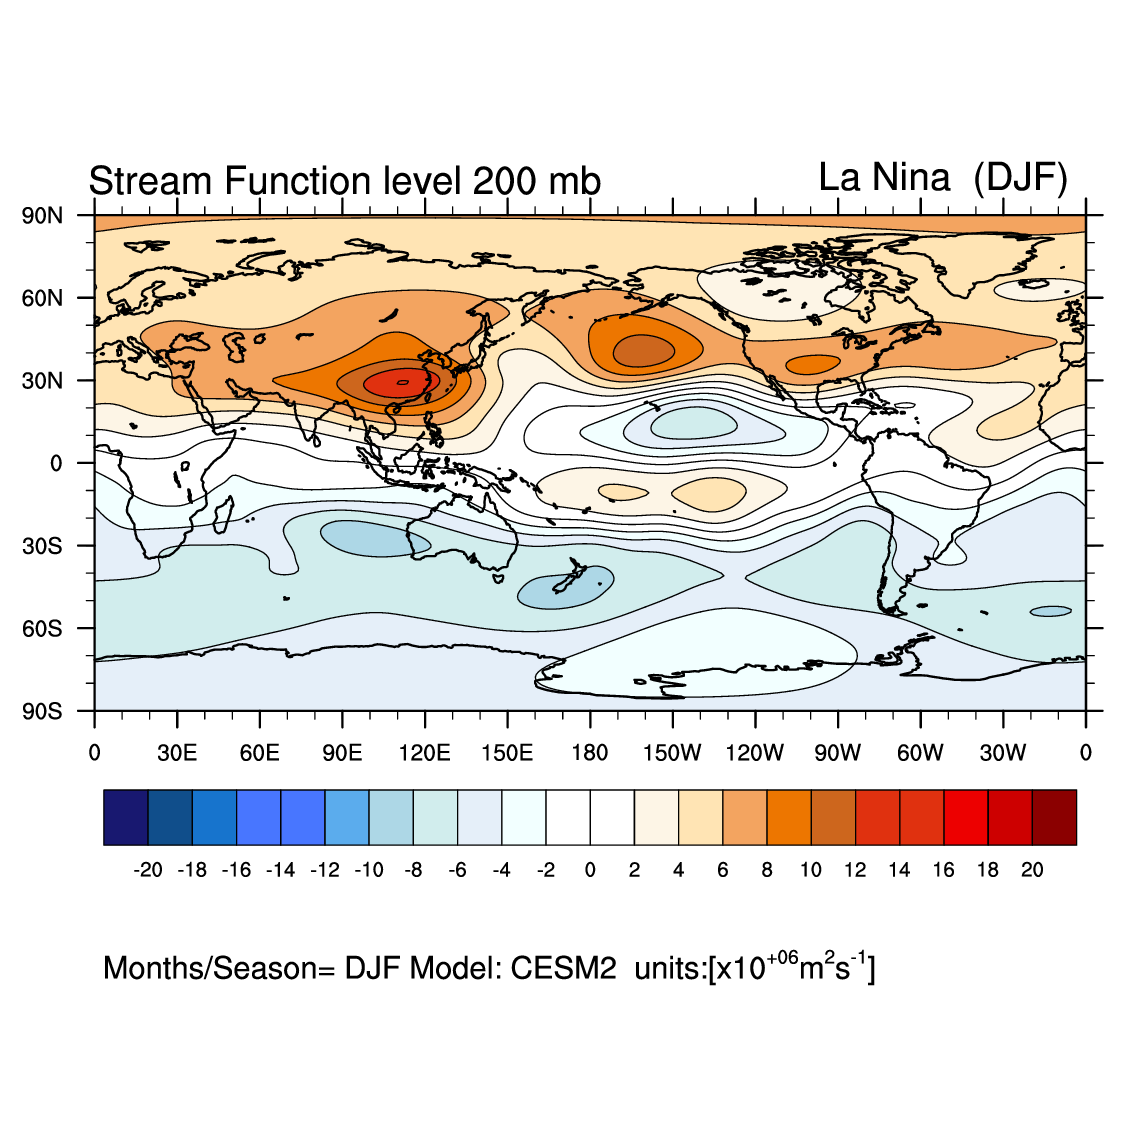 Stream Function level 200 mb
La Nina (DJF)
90N
60N
30N
0
30S
60S
90S
0 30E 60E 90E 120E 150E 180 150W 120W 90W 60W 30W 0
-20 -18 -16 -14 -12 -10 -8 -6 -4 -2 0 2 4 6 8 10 12 14 16 18 20
Months/Season= DJF Model: CESM2 units:[x10⁺⁰⁶m²s⁻¹]